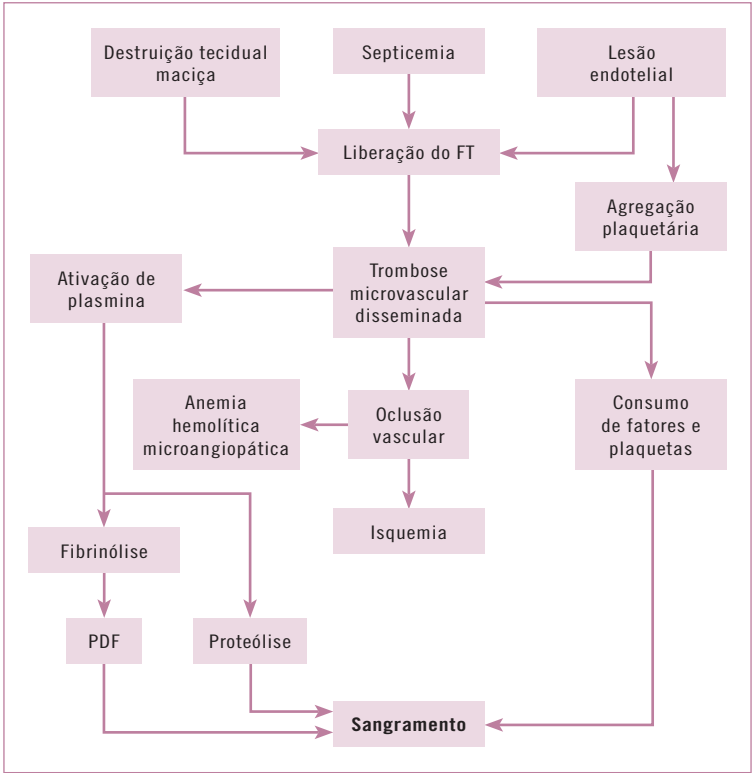 Destruição tecidual
maciça
Septicemia
Lesão
endotelial
Liberação do FT
Agregação
plaquetária
Ativação de
plasmina
Trombose
microvascular
disseminada
Anemia
hemolítica
microangiopática
Oclusão
vascular
Consumo
de fatores e
plaquetas
Isquemia
Fibrinólise
PDF
Proteólise
Sangramento